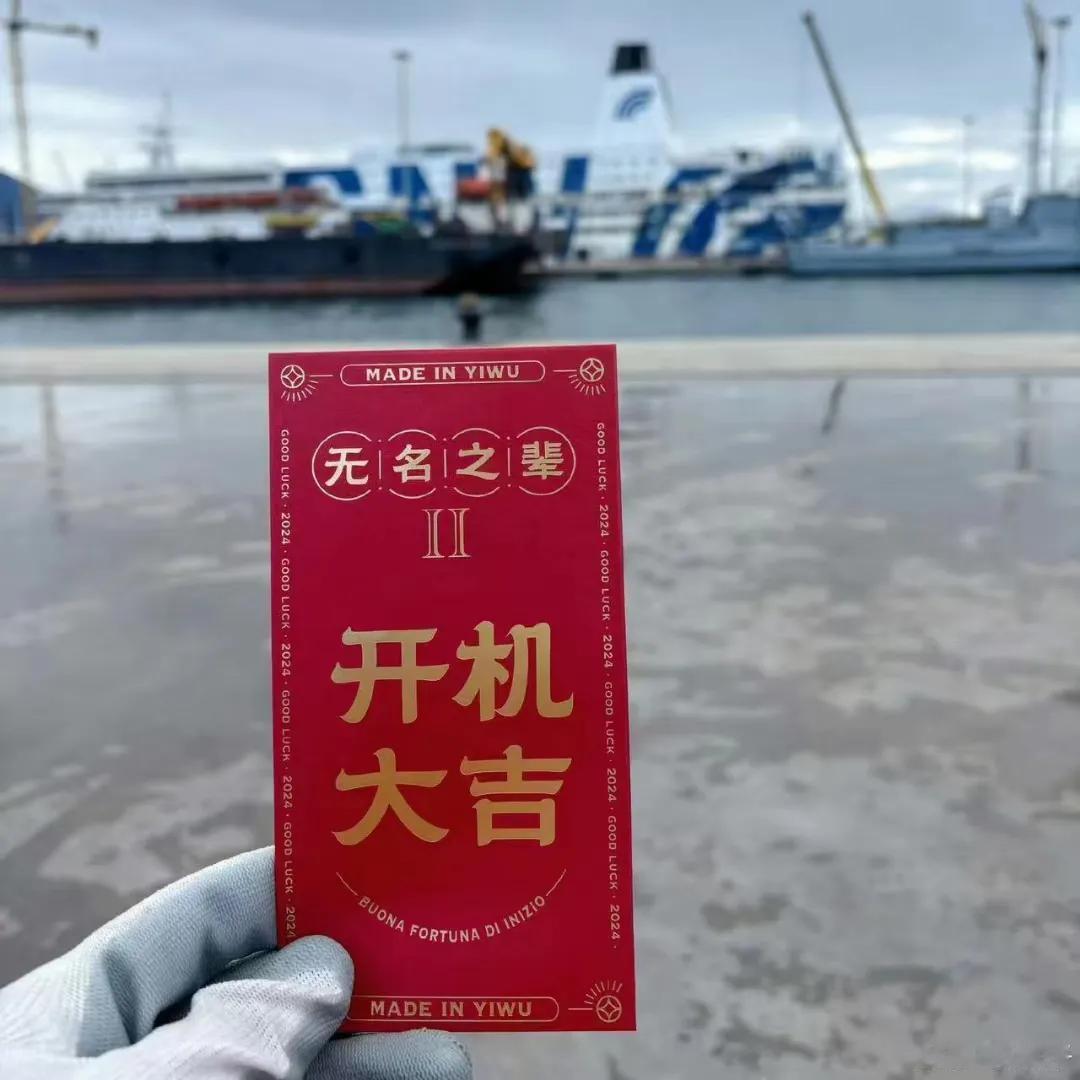 MADE IN YIWU
无名之辈
II
开机
大吉
BUONA FORTUNA DI INIZIO
MADE IN YIWU
GOOD LUCK · 2024 · GOOD LUCK · 2024 · GOOD LUCK · 2024 · GOOD LUCK · 2024
GOOD LUCK · 2024 · GOOD LUCK · 2024 · GOOD LUCK · 2024 · GOOD LUCK · 2024 ·